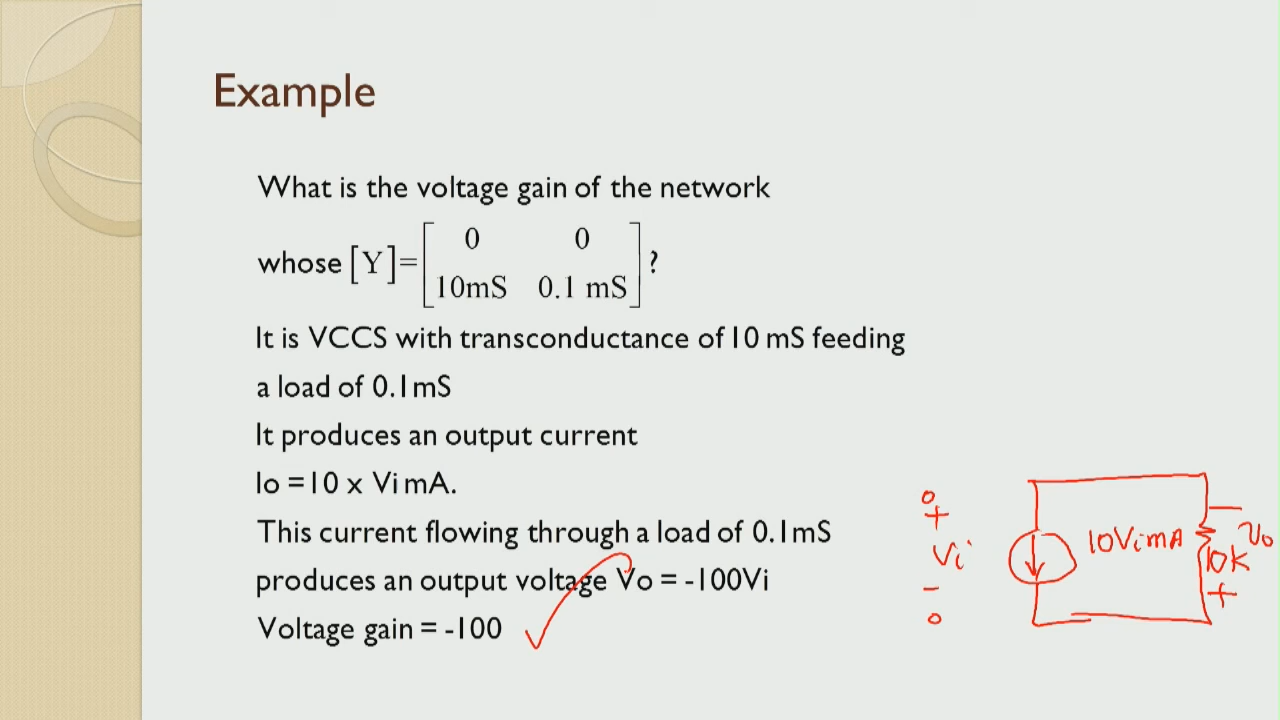 Example
What is the voltage gain of the network
whose [Y]=[0 0
10mS 0.1 mS]?
It is VCCS with transconductance of 10 mS feeding
a load of 0.1mS
It produces an output current
Io =10 x Vi mA.
This current flowing through a load of 0.1mS
produces an output voltage Vo = -100Vi
Voltage gain = -100
+
Vi
-
10VimA
-
10K
Vo
+